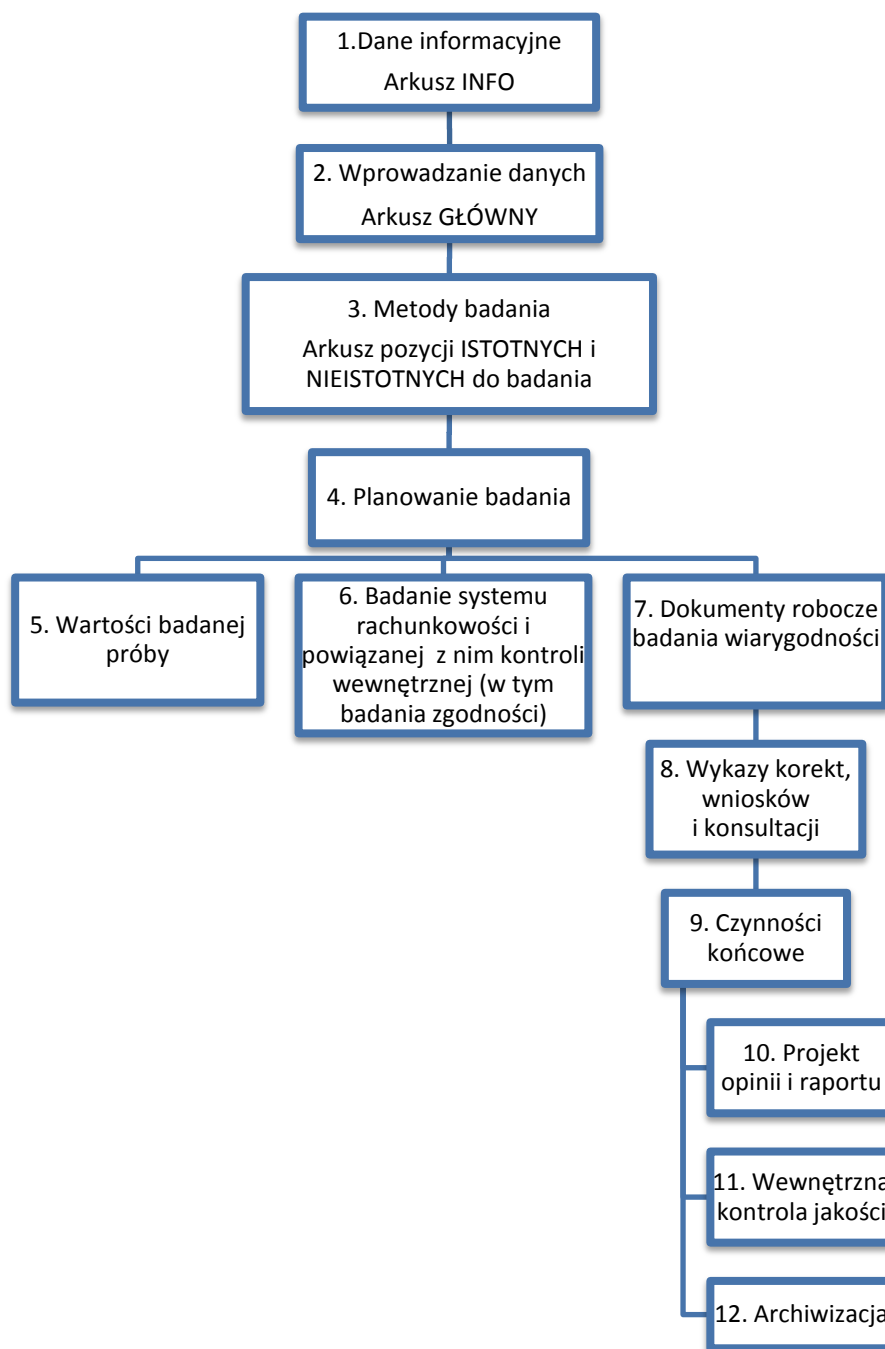 1.Dane informacyjne
Arkusz INFO
2. Wprowadzanie danych
Arkusz GŁÓWNY
3. Metody badania
Arkusz pozycji ISTOTNYCH i
NIEISTOTNYCH do badania
4. Planowanie badania
5. Wartości badanej
próby
6. Badanie systemu
rachunkowości i
powiązanej z nim kontroli
wewnętrznej (w tym
badania zgodności)
7. Dokumenty robocze
badania wiarygodności
8. Wykazy korekt,
wniosków
i konsultacji
9. Czynności
końcowe
10. Projekt
opinii i raportu
11. Wewnętrzna
kontrola jakości
12. Archiwizacja